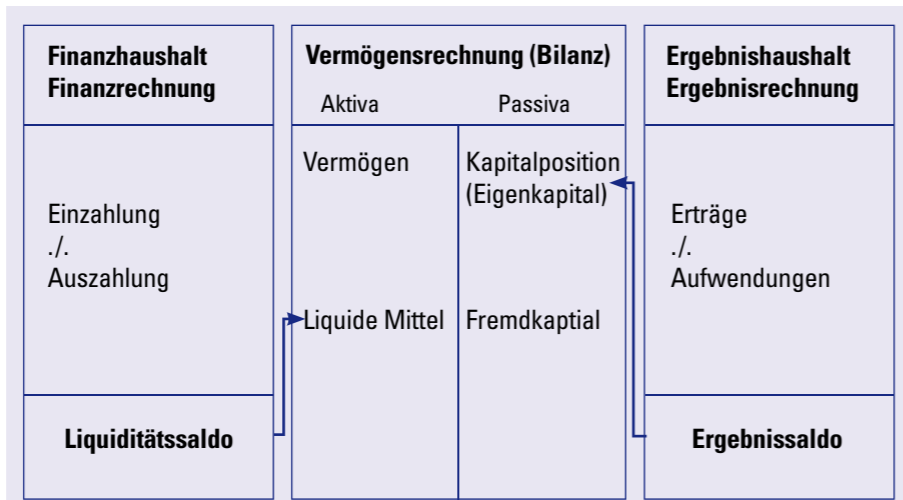 Finanzhaushalt
Finanzrechnung
Einzahlung
./.
Auszahlung
Liquiditätssaldo
Vermögensrechnung (Bilanz)
Aktiva
Passiva
Vermögen
Liquide Mittel
Kapitalposition
(Eigenkapital)
Fremdkaptial
Ergebnishaushalt
Ergebnisrechnung
Erträge
./.
Aufwendungen
Ergebnissaldo